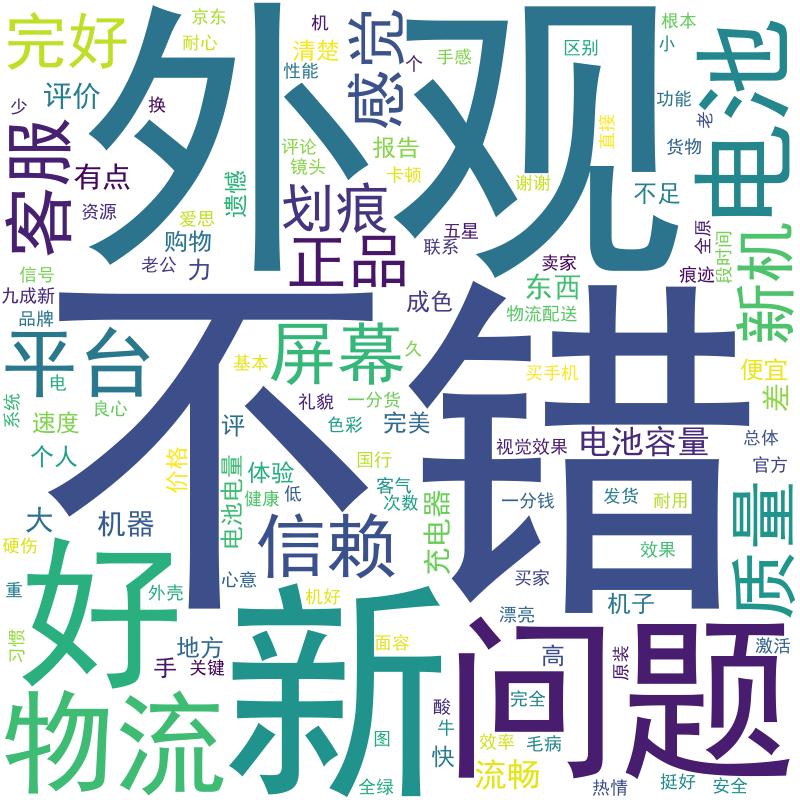 外观
不错
新
好
问题
物流
电池
客服
完好
感觉
平台
屏幕
信赖
质量
新机
正品
划痕
电池容量
评价
有点
报告
不足
东西
成色
购物
力
遗憾
流畅
充电器
电池电量
体验
机器
机子
速度
个人
大
价格
评
完美
便宜
差
地方
手
高
快
京东
耐心
机
清楚
性能
个
手感
区别
根本
小
功能
老
货物
直接
少
换
评论
镜头
卡顿
谢谢
资源
爱思
老公
五星
联系
卖家
全原
段时间
痕迹
信号
九成新
品牌
物流配送
电
系统
良心
基本
久
礼貌
一分货
色彩
买手机
视觉效果
总体
官方
国行
健康
低
客气
次数
一分钱
发货
耐用
效果
硬伤
重
外壳
心意
机好
买家
漂亮
习惯
关键
面容
原装
激活
酸
牛
完全
图
全绿
效率
毛病
热情
挺好
安全